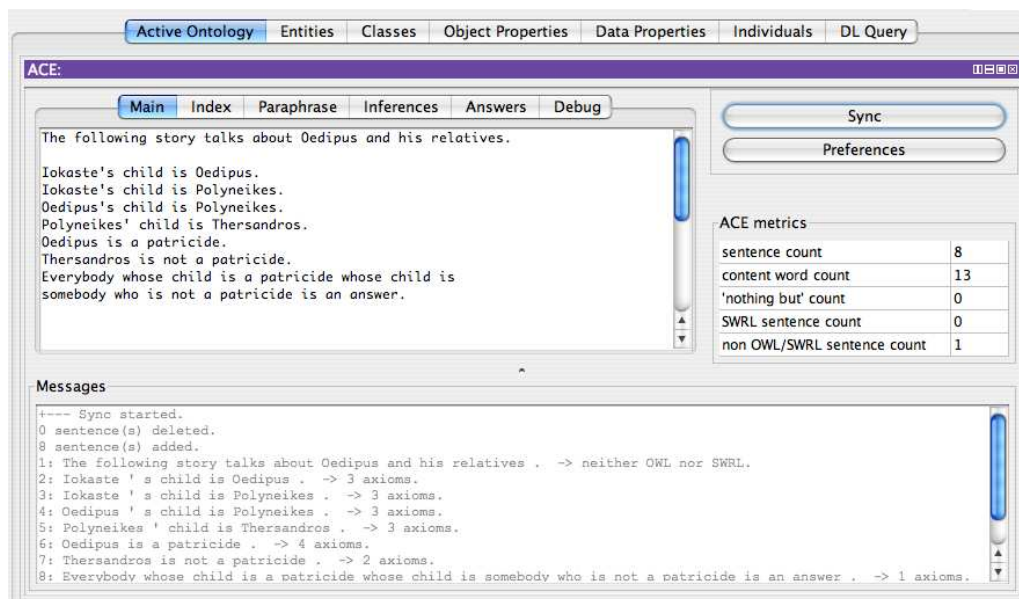 Active Ontology Entities Classes Object Properties Data Properties Individuals DL Query
ACE:
Main Index Paraphrase Inferences Answers Debug
The following story talks about Oedipus and his relatives.
Iokaste's child is Oedipus.
Iokaste's child is Polyneikes.
Oedipus's child is Polyneikes.
Polyneikes' child is Thersandros.
Oedipus is a patricide.
Thersandros is not a patricide.
Everybody whose child is a patricide whose child is
somebody who is not a patricide is an answer.
Sync
Preferences
ACE metrics
sentence count 8
content word count 13
'nothing but' count 0
SWRL sentence count 0
non OWL/SWRL sentence count 1
Messages
+--- Sync started.
0 sentence(s) deleted.
8 sentence(s) added.
1: The following story talks about Oedipus and his relatives . -> neither OWL nor SWRL.
2: Iokaste ' s child is Oedipus . -> 3 axioms.
3: Iokaste ' s child is Polyneikes . -> 3 axioms.
4: Oedipus ' s child is Polyneikes . -> 3 axioms.
5: Polyneikes ' child is Thersandros . -> 3 axioms.
6: Oedipus is a patricide . -> 4 axioms.
7: Thersandros is not a patricide . -> 2 axioms.
8: Everybody whose child is a patricide whose child is somebody who is not a patricide is an answer . -> 1 axioms.